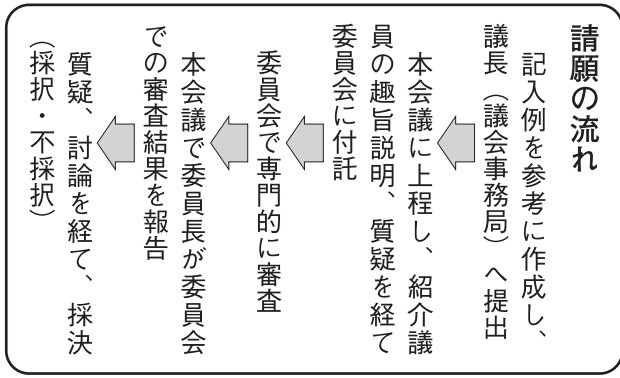 請願の流れ
記入例を参考に作成し、
議長（議会事務局）へ提出
本会議に上程し、紹介議
員の趣旨説明、質疑を経て
委員会に付託
委員会で専門的に審査
本会議で委員長が委員会
での審査結果を報告
質疑、討論を経て、採決
（採択・不採択）